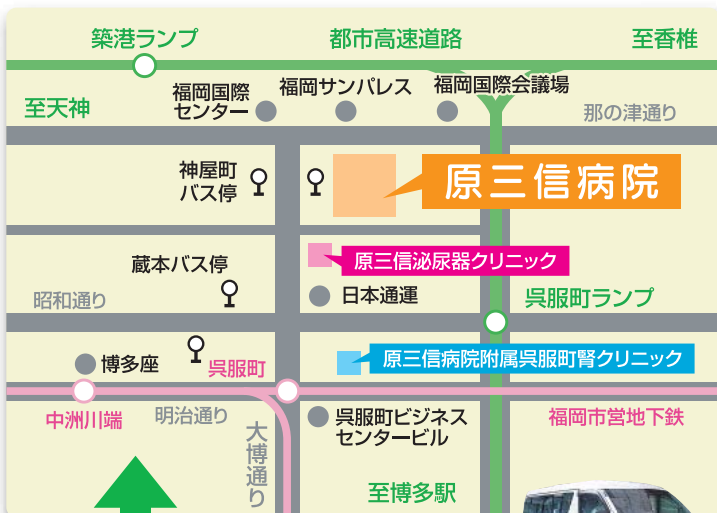 築港ランプ
都市高速道路
至香椎
福岡国際
センター
福岡サンパレス
福岡国際会議場
至天神
那の津通り
神屋町
バス停
原三信病院
蔵本バス停
原三信泌尿器クリニック
日本通運
昭和通り
呉服町ランプ
博多座
呉服町
原三信病院附属呉服町腎クリニック
中洲川端
明治通り
大博通り
呉服町ビジネス
センタービル
福岡市営地下鉄
至博多駅